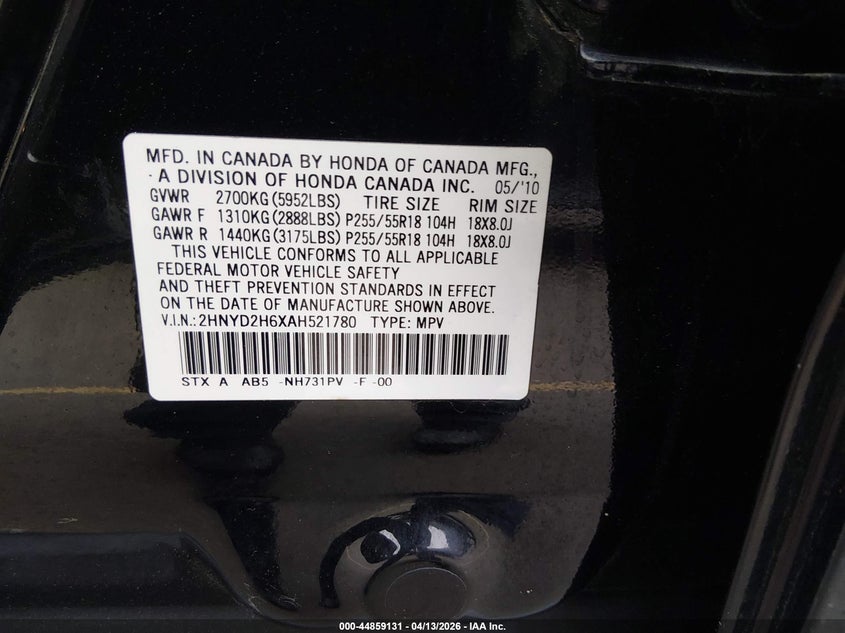 MFD. IN CANADA BY HONDA OF CANADA MFG.,
A DIVISION OF HONDA CANADA INC. 05/'10
GVWR 2700KG (5952LBS) TIRE SIZE RIM SIZE
GAWR F 1310KG (2888LBS) P255/55R18 104H 18X8.0J
GAWR R 1440KG (3175LBS) P255/55R18 104H 18X8.0J
THIS VEHICLE CONFORMS TO ALL APPLICABLE
FEDERAL MOTOR VEHICLE SAFETY
AND THEFT PREVENTION STANDARDS IN EFFECT
ON THE DATE OF MANUFACTURE SHOWN ABOVE.
V.I.N.: 2HNYD2H6XAH521780 TYPE: MPV
STX A AB5 -NH731PV -F -00
000-44859131 - 04/13/2026 - IAA Inc.